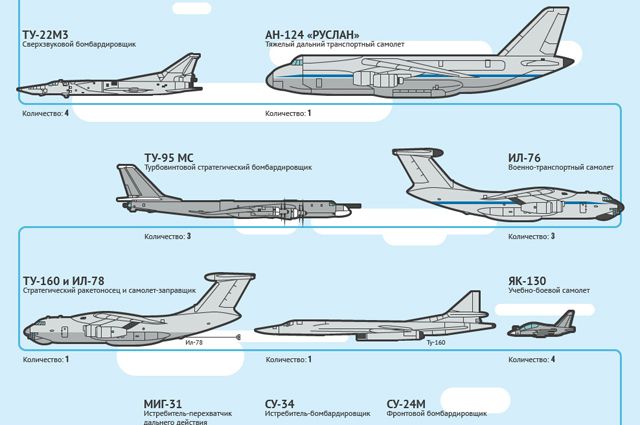 ТУ-22М3
Сверхзвуковой бомбардировщик
Количество: 4
АН-124 «РУСЛАН»
Тяжелый дальний транспортный самолет
Количество: 1
ТУ-95 МС
Турбовинтовой стратегический бомбардировщик
Количество: 3
ИЛ-76
Военно-транспортный самолет
Количество: 3
ТУ-160 и ИЛ-78
Стратегический ракетоносец и самолет-заправщик
Ил-78
Количество: 1
Ту-160
Количество: 1
ЯК-130
Учебно-боевой самолет
Количество: 4
МИГ-31
Истребитель-перехватчик
дальнего действия
СУ-34
Истребитель-бомбардировщик
СУ-24М
Фронтовой бомбардировщик